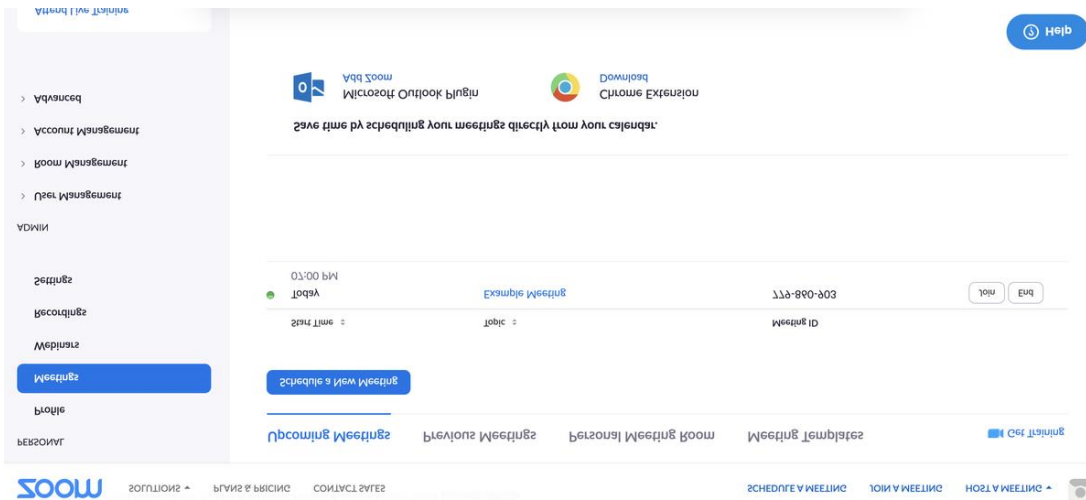 zoom
SOLUTIONS
PLANS & PRICING
CONTACT SALES
SCHEDULE A MEETING
JOIN A MEETING
HOST A MEETING
PERSONAL
Profile
Meetings
Webinars
Recordings
Settings
ADMIN
User Management
Room Management
Account Management
Advanced
Attend Live Training
Upcoming Meetings
Previous Meetings
Personal Meeting Room
Meeting Templates
Get Training
Schedule a New Meeting
Start Time
Topic
Meeting ID
Today
Example Meeting
779-860-903
Join
End
07:00 PM
Save time by scheduling your meetings directly from your calendar.
Microsoft Outlook Plugin
Add Zoom
Chrome Extension
Download
Help